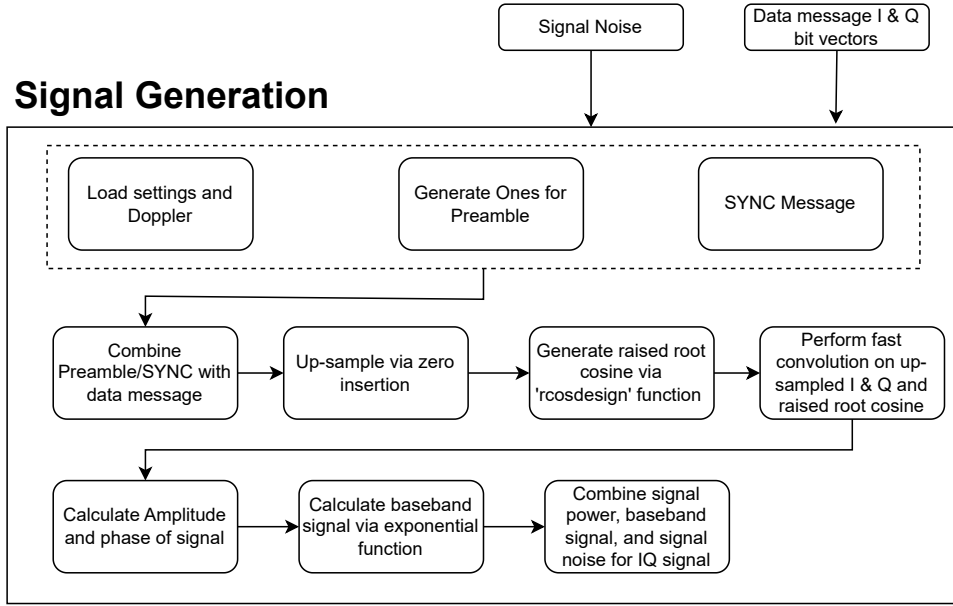 Signal Noise
Data message I & Q
bit vectors
Signal Generation
Load settings and
Doppler
Generate Ones for
Preamble
SYNC Message
Combine
Preamble/SYNC with
data message
Up-sample via zero
insertion
Generate raised root
cosine via
'rcosdesign' function
Perform fast
convolution on up-
sampled I & Q and
raised root cosine
Calculate Amplitude
and phase of signal
Calculate baseband
signal via exponential
function
Combine signal
power, baseband
signal, and signal
noise for IQ signal